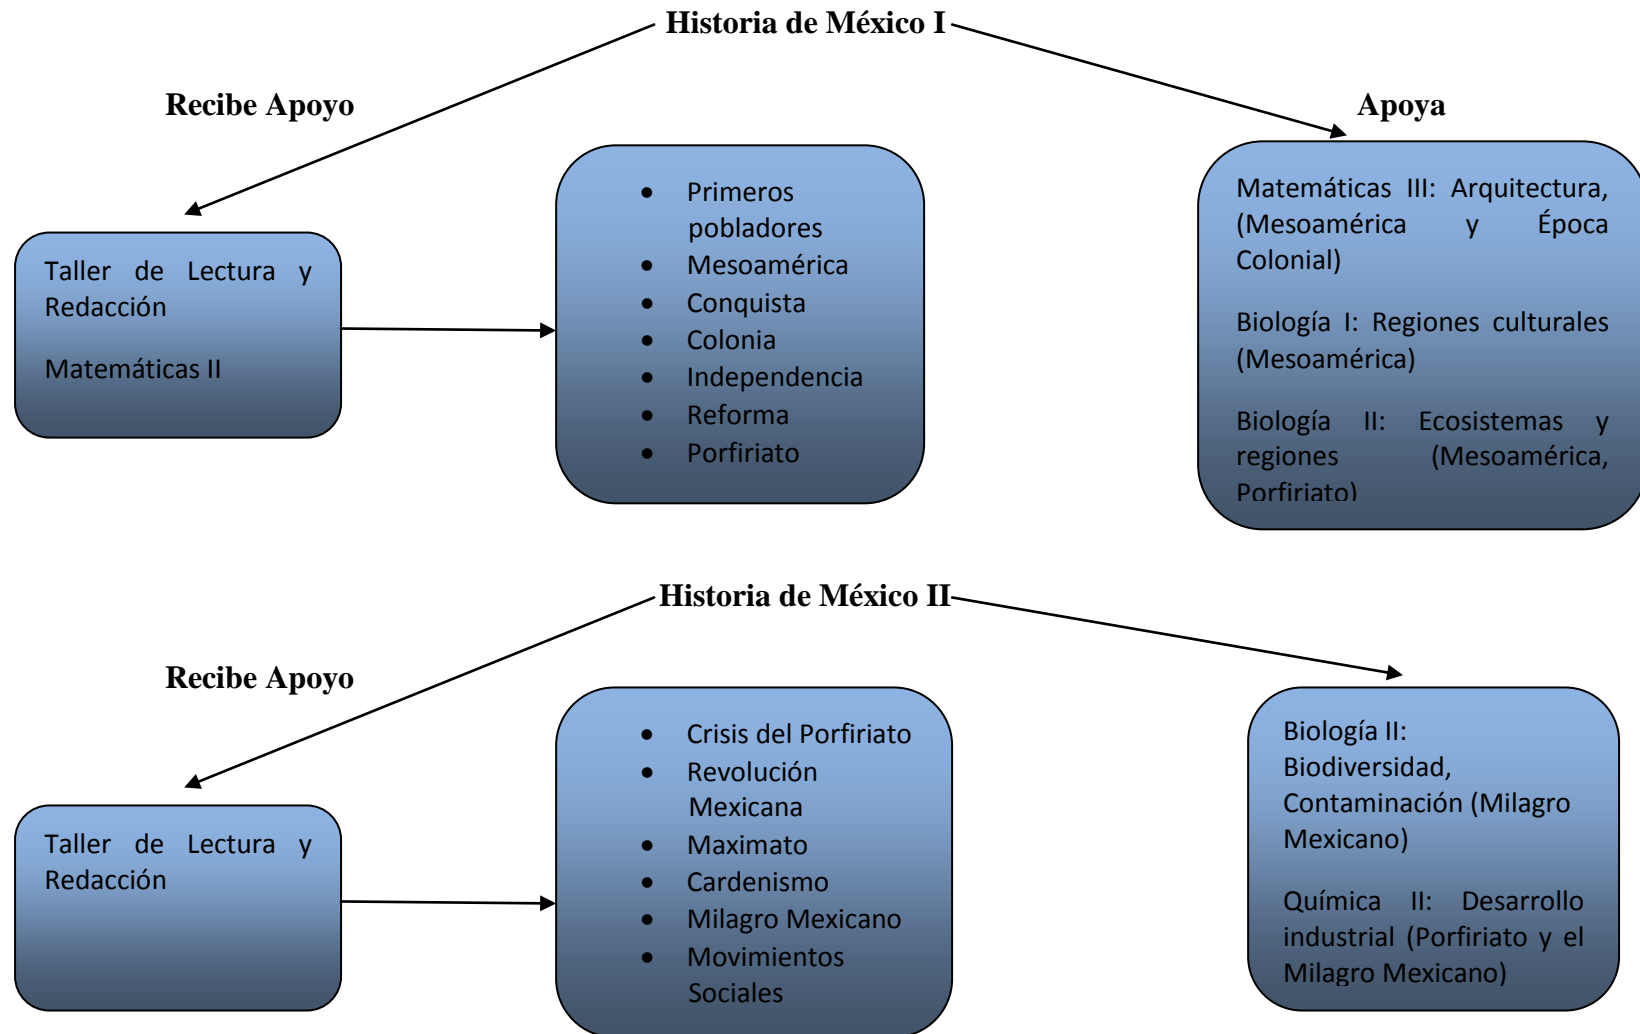 Historia de México I
Recibe Apoyo
Apoya
Taller de Lectura y
Redacción
Matemáticas II
• Primeros
pobladores
• Mesoamérica
• Conquista
• Colonia
• Independencia
• Reforma
• Porfiriato
Matemáticas III: Arquitectura,
(Mesoamérica y Época
Colonial)
Biología I: Regiones culturales
(Mesoamérica)
Biología II: Ecosistemas y
regiones (Mesoamérica,
Porfiriato)
Historia de México II
Recibe Apoyo
Taller de Lectura y
Redacción
• Crisis del Porfiriato
• Revolución
Mexicana
• Maximato
• Cardenismo
• Milagro Mexicano
• Movimientos
Sociales
Biología II:
Biodiversidad,
Contaminación (Milagro
Mexicano)
Química II: Desarrollo
industrial (Porfiriato y el
Milagro Mexicano)